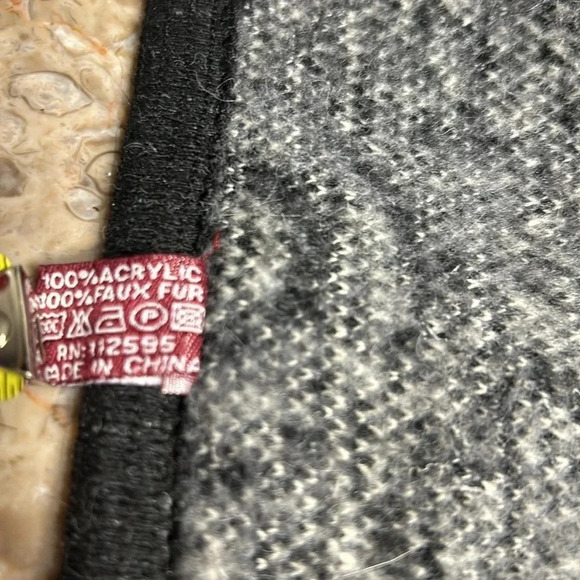 100% ACRYLIC
100% FAUX FUR
P
RN: 112595
MADE IN CHINA